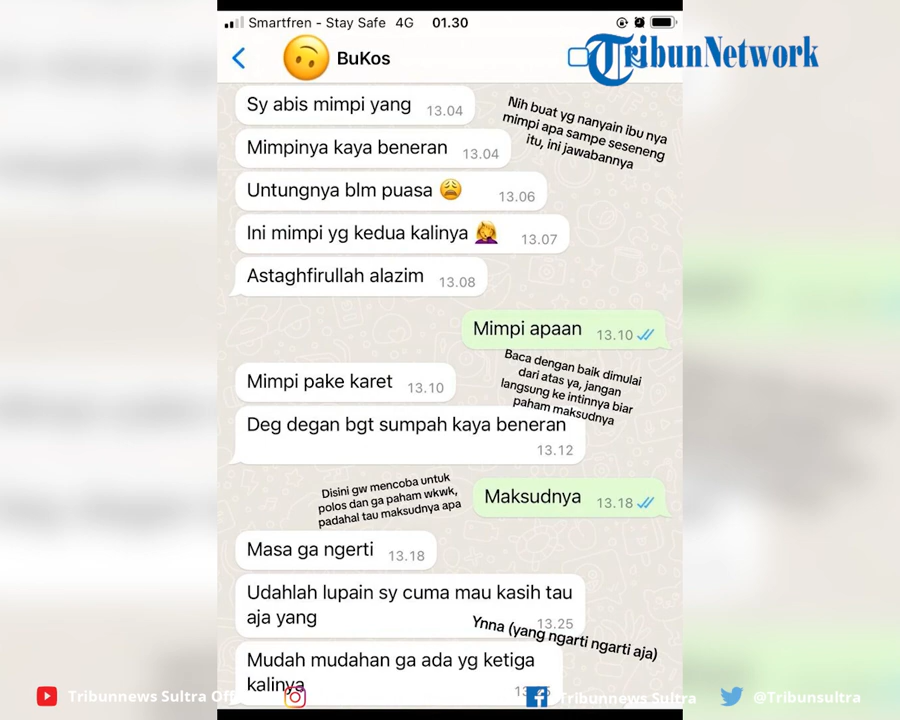 Smartfren - Stay Safe 4G 01.30
BuKos
TribunNetwork
Sy abis mimpi yang 13.04
Nih buat yg nanyain ibu nya
mimpi apa sampe seseneng
itu, ini jawabannya
Mimpinya kaya beneran 13.04
Untungnya blm puasa 😩 13.06
Ini mimpi yg kedua kalinya 🤦‍♀️ 13.07
Astaghfirullah alazim 13.08
Mimpi apaan 13.10
Baca dengan baik dimulai
dari atas ya, jangan
langsung ke intinnya biar
paham maksudnya
Mimpi pake karet 13.10
Deg degan bgt sumpah kaya beneran
13.12
Disini gw mencoba untuk
polos dan ga paham wkwk,
padahal tau maksudnya apa
Maksudnya 13.18
Masa ga ngerti 13.18
Udahlah lupain sy cuma mau kasih tau
aja yang 13.25
Ynna (yang ngarti ngarti aja)
Mudah mudahan ga ada yg ketiga
kalinya
Tribunnews Sultra Off
Tribunnews Sultra
@Tribunsultra